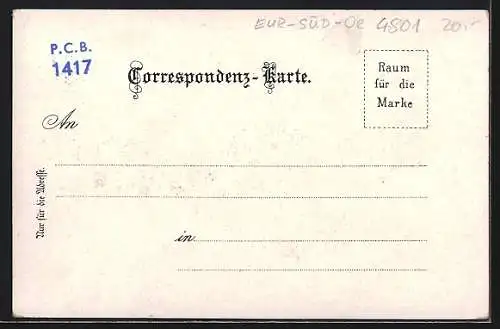 EUR-SÜD-OE 4801 20,-
P.C.B.
1417
Correspondenz-Karte.
Raum
für die
Marke
An
in
Nur für die Adresse.